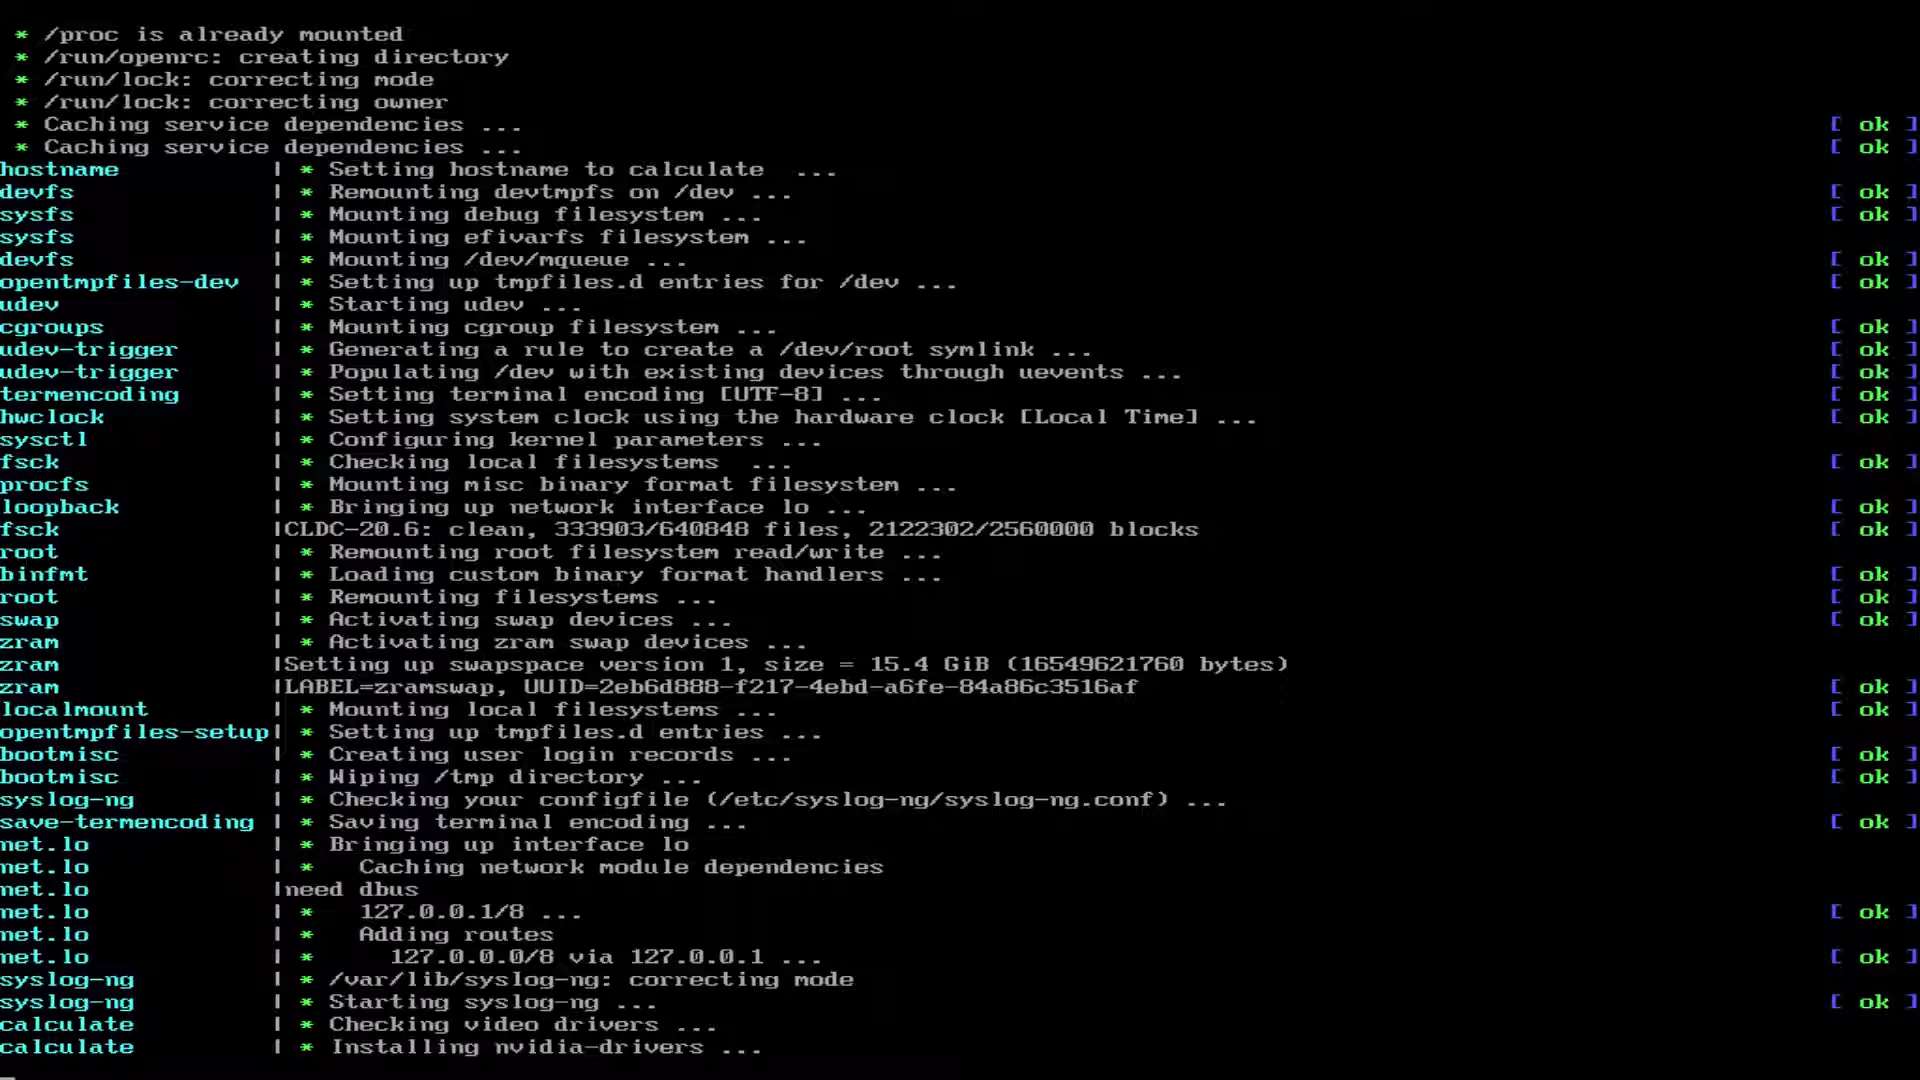 * /proc is already mounted
* /run/openrc: creating directory
* /run/lock: correcting mode
* /run/lock: correcting owner
* Caching service dependencies ... [ ok ]
* Caching service dependencies ... [ ok ]
hostname | * Setting hostname to calculate ...
devfs | * Remounting devtmpfs on /dev ... [ ok ]
sysfs | * Mounting debug filesystem ... [ ok ]
sysfs | * Mounting efivarfs filesystem ...
devfs | * Mounting /dev/mqueue ... [ ok ]
opentmpfiles-dev | * Setting up tmpfiles.d entries for /dev ... [ ok ]
udev | * Starting udev ...
cgroups | * Mounting cgroup filesystem ... [ ok ]
udev-trigger | * Generating a rule to create a /dev/root symlink ... [ ok ]
udev-trigger | * Populating /dev with existing devices through uevents ... [ ok ]
termencoding | * Setting terminal encoding [UTF-8] ... [ ok ]
hwclock | * Setting system clock using the hardware clock [Local Time] ... [ ok ]
sysctl | * Configuring kernel parameters ...
fsck | * Checking local filesystems ... [ ok ]
procfs | * Mounting misc binary format filesystem ...
loopback | * Bringing up network interface lo ... [ ok ]
fsck |CLDC-20.6: clean, 333903/640848 files, 2122302/2560000 blocks [ ok ]
root | * Remounting root filesystem read/write ...
binfmt | * Loading custom binary format handlers ... [ ok ]
root | * Remounting filesystems ... [ ok ]
swap | * Activating swap devices ... [ ok ]
zram | * Activating zram swap devices ...
zram |Setting up swapspace version 1, size = 15.4 GiB (16549621760 bytes)
zram |LABEL=zramswap, UUID=2eb6d888-f217-4ebd-a6fe-84a86c3516af [ ok ]
localmount | * Mounting local filesystems ... [ ok ]
opentmpfiles-setup| * Setting up tmpfiles.d entries ...
bootmisc | * Creating user login records ... [ ok ]
bootmisc | * Wiping /tmp directory ... [ ok ]
syslog-ng | * Checking your configfile (/etc/syslog-ng/syslog-ng.conf) ...
save-termencoding | * Saving terminal encoding ... [ ok ]
net.lo | * Bringing up interface lo
net.lo | * Caching network module dependencies
net.lo |need dbus
net.lo | * 127.0.0.1/8 ... [ ok ]
net.lo | * Adding routes
net.lo | * 127.0.0.0/8 via 127.0.0.1 ... [ ok ]
syslog-ng | * /var/lib/syslog-ng: correcting mode
syslog-ng | * Starting syslog-ng ... [ ok ]
calculate | * Checking video drivers ...
calculate | * Installing nvidia-drivers ...